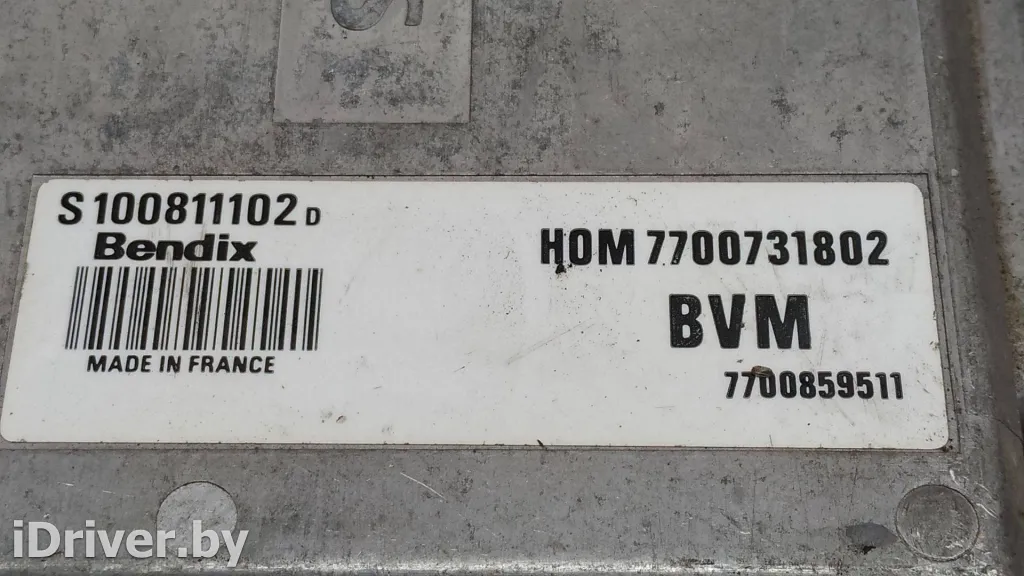 S 100811102 D
Bendix
MADE IN FRANCE
HOM 7700731802
BVM
7700859511
iDriver.by